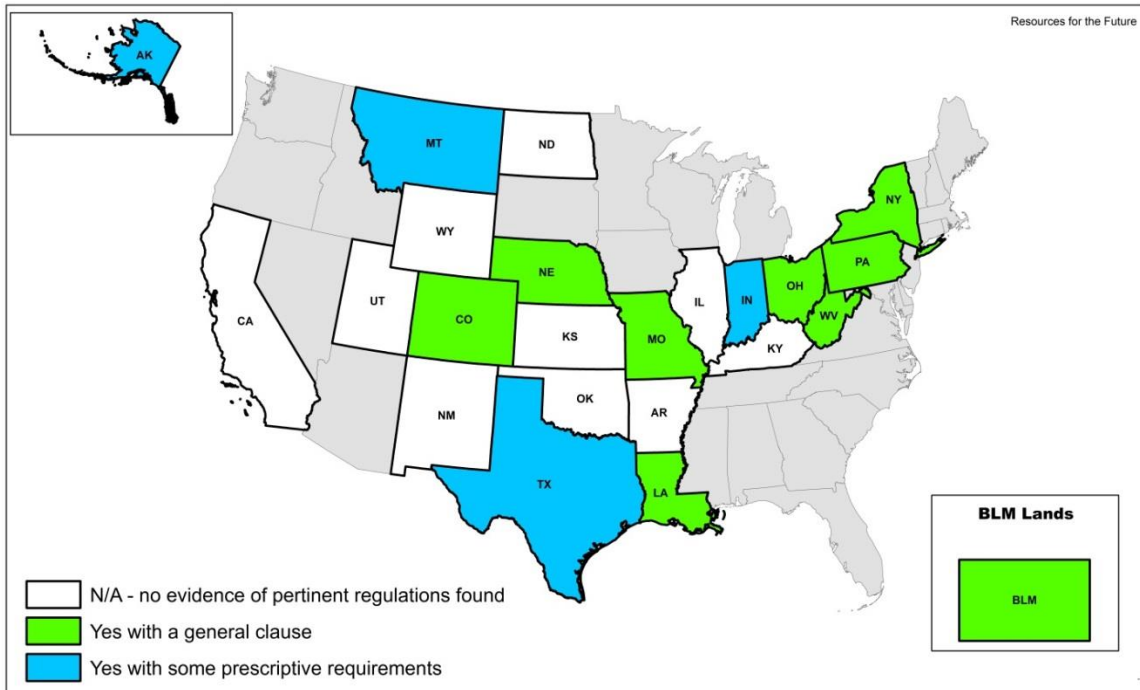 Resources for the Future
AK
MT
ND
WY
NY
NE
PA
UT
IL
IN
OH
CA
CO
WV
KS
MO
KY
NM
OK
AR
TX
LA
BLM Lands
BLM
N/A - no evidence of pertinent regulations found
Yes with a general clause
Yes with some prescriptive requirements